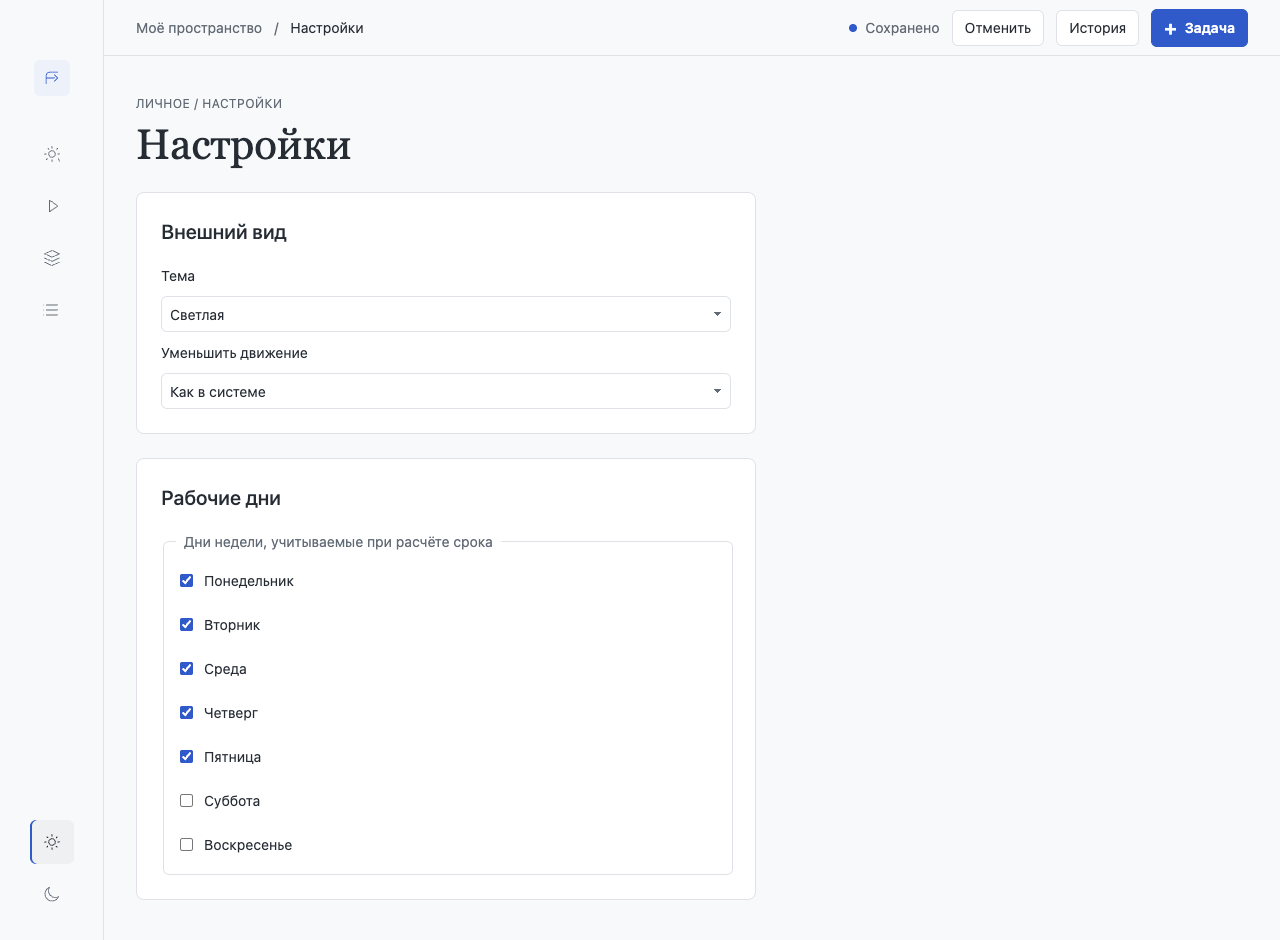 Моё пространство / Настройки
Сохранено
Отменить
История
+ Задача
ЛИЧНОЕ / НАСТРОЙКИ
Настройки
Внешний вид
Тема
Светлая
Уменьшить движение
Как в системе
Рабочие дни
Дни недели, учитываемые при расчёте срока
Понедельник
Вторник
Среда
Четверг
Пятница
Суббота
Воскресенье